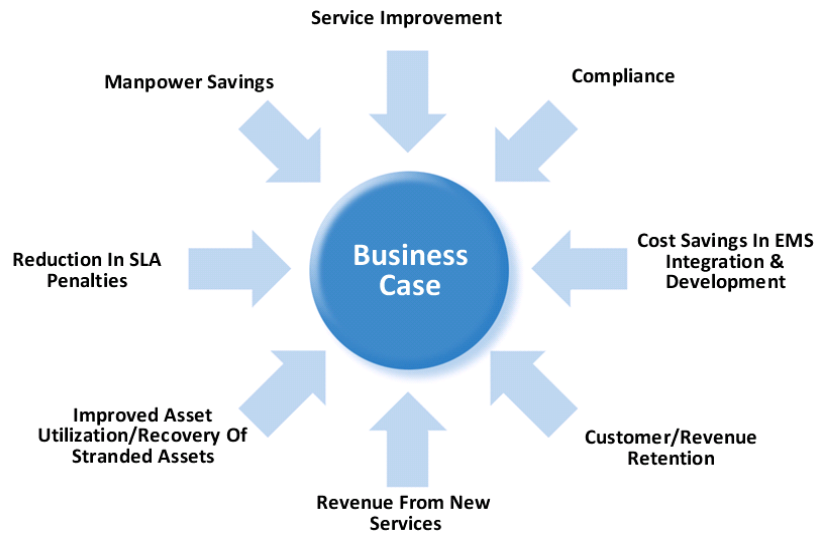 Service Improvement
Manpower Savings
Compliance
Reduction In SLA
Penalties
Business
Case
Cost Savings In EMS
Integration &
Development
Improved Asset
Utilization/Recovery Of
Stranded Assets
Customer/Revenue
Retention
Revenue From New
Services